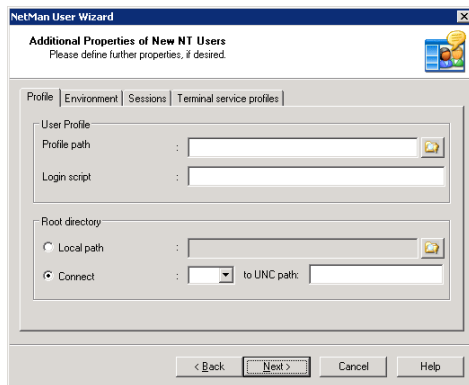 NetMan User Wizard
Additional Properties of New NT Users
Please define further properties, if desired.
Profile Environment Sessions Terminal service profiles
User Profile
Profile path :
Login script :
Root directory
Local path :
Connect : to UNC path:
< Back Next > Cancel Help